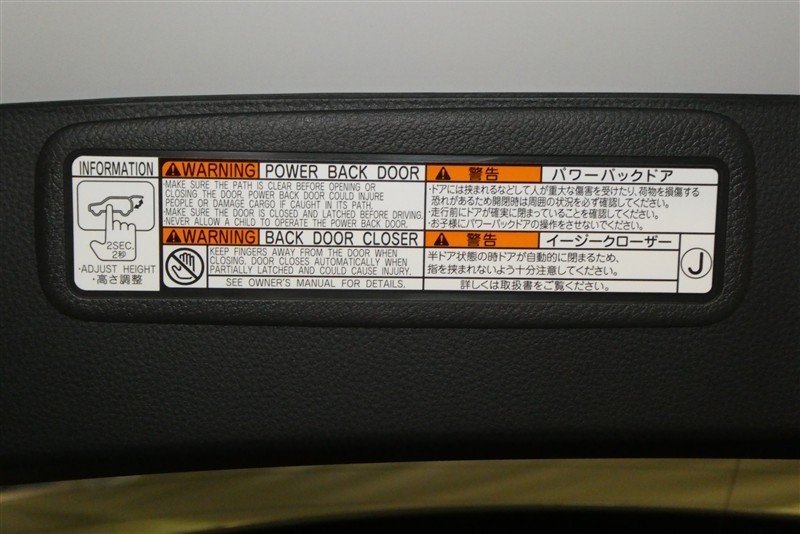 INFORMATION
2SEC.
2秒
・ADJUST HEIGHT
・高さ調整
WARNING POWER BACK DOOR
・MAKE SURE THE PATH IS CLEAR BEFORE OPENING OR
CLOSING THE DOOR. POWER BACK DOOR COULD INJURE
PEOPLE OR DAMAGE CARGO IF CAUGHT IN ITS PATH.
・MAKE SURE THE DOOR IS CLOSED AND LATCHED BEFORE DRIVING.
・NEVER ALLOW A CHILD TO OPERATE THE POWER BACK DOOR.
WARNING BACK DOOR CLOSER
KEEP FINGERS AWAY FROM THE DOOR WHEN
CLOSING. DOOR CLOSES AUTOMATICALLY WHEN
PARTIALLY LATCHED AND COULD CAUSE INJURY.
SEE OWNER'S MANUAL FOR DETAILS.
警告 パワーバックドア
・ドアには挟まれるなどして人が重大な傷害を受けたり、荷物を損傷する
恐れがあるため開閉時は周囲の状況を必ず確認してください。
・走行前にドアが確実に閉まっていることを確認してください。
・お子様にパワーバックドアの操作をさせないでください。
警告 イージークローザー
半ドア状態の時ドアが自動的に閉まるため、
指を挟まれないよう十分注意してください。
詳しくは取扱書をご覧ください。
J